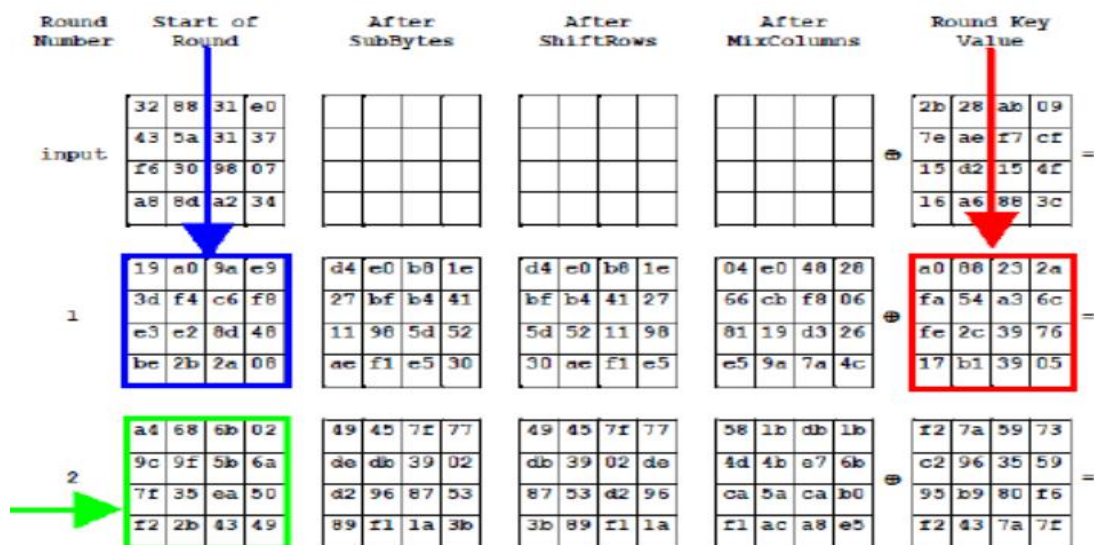 Round Number Start of Round After SubBytes After ShiftRows After MixColumns Round Key Value
32 88 31 e0 2b 28 ab 09
43 5a 31 37 7e ae f7 cf
input ⊕ =
f6 30 98 07 15 d2 15 4f
a8 8d a2 34 16 a6 88 3c
19 a0 9a e9 d4 e0 b8 1e d4 e0 b8 1e 04 e0 48 28 a0 88 23 2a
3d f4 c6 f8 27 bf b4 41 bf b4 41 27 66 cb f8 06 fa 54 a3 6c
1 ⊕ =
e3 e2 8d 48 11 98 5d 52 5d 52 11 98 81 19 d3 26 fe 2c 39 76
be 2b 2a 08 ae f1 e5 30 30 ae f1 e5 e5 9a 7a 4c 17 b1 39 05
a4 68 6b 02 49 45 7f 77 49 45 7f 77 58 1b db 1b f2 7a 59 73
9c 9f 5b 6a de db 39 02 db 39 02 de 4d 4b e7 6b c2 96 35 59
2 ⊕ =
7f 35 ea 50 d2 96 87 53 87 53 d2 96 ca 5a ca b0 95 b9 80 f6
f2 2b 43 49 89 f1 1a 3b 3b 89 f1 1a f1 ac a8 e5 f2 43 7a 7f